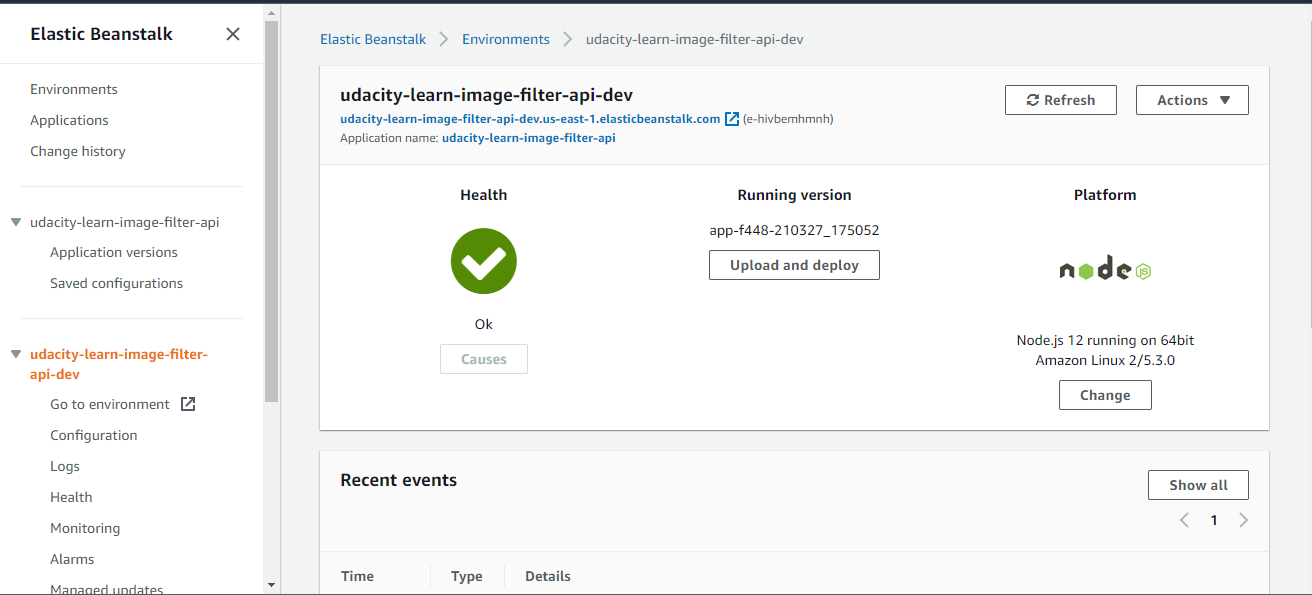 Elastic Beanstalk
Environments
Applications
Change history
udacity-learn-image-filter-api
Application versions
Saved configurations
udacity-learn-image-filter-
api-dev
Go to environment
Configuration
Logs
Health
Monitoring
Alarms
Managed updates
Elastic Beanstalk > Environments > udacity-learn-image-filter-api-dev
udacity-learn-image-filter-api-dev
udacity-learn-image-filter-api-dev.us-east-1.elasticbeanstalk.com (e-hivbemhmnh)
Application name: udacity-learn-image-filter-api
Refresh
Actions
Health
Ok
Causes
Running version
app-f448-210327_175052
Upload and deploy
Platform
node JS
Node.js 12 running on 64bit
Amazon Linux 2/5.3.0
Change
Recent events
Show all
1
Time Type Details